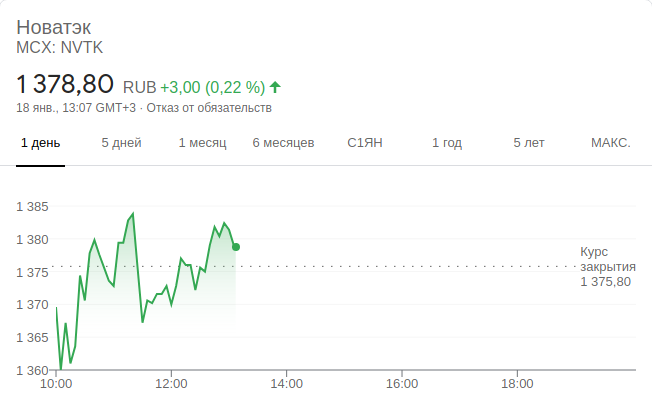 Новатэк
MCX: NVTK
1 378,80 RUB +3,00 (0,22 %)
18 янв., 13:07 GMT+3 · Отказ от обязательств
1 день 5 дней 1 месяц 6 месяцев С1ЯН 1 год 5 лет МАКС.
1 385
1 380
1 375
1 370
1 365
1 360
Курс
закрытия
1 375,80
10:00 12:00 14:00 16:00 18:00